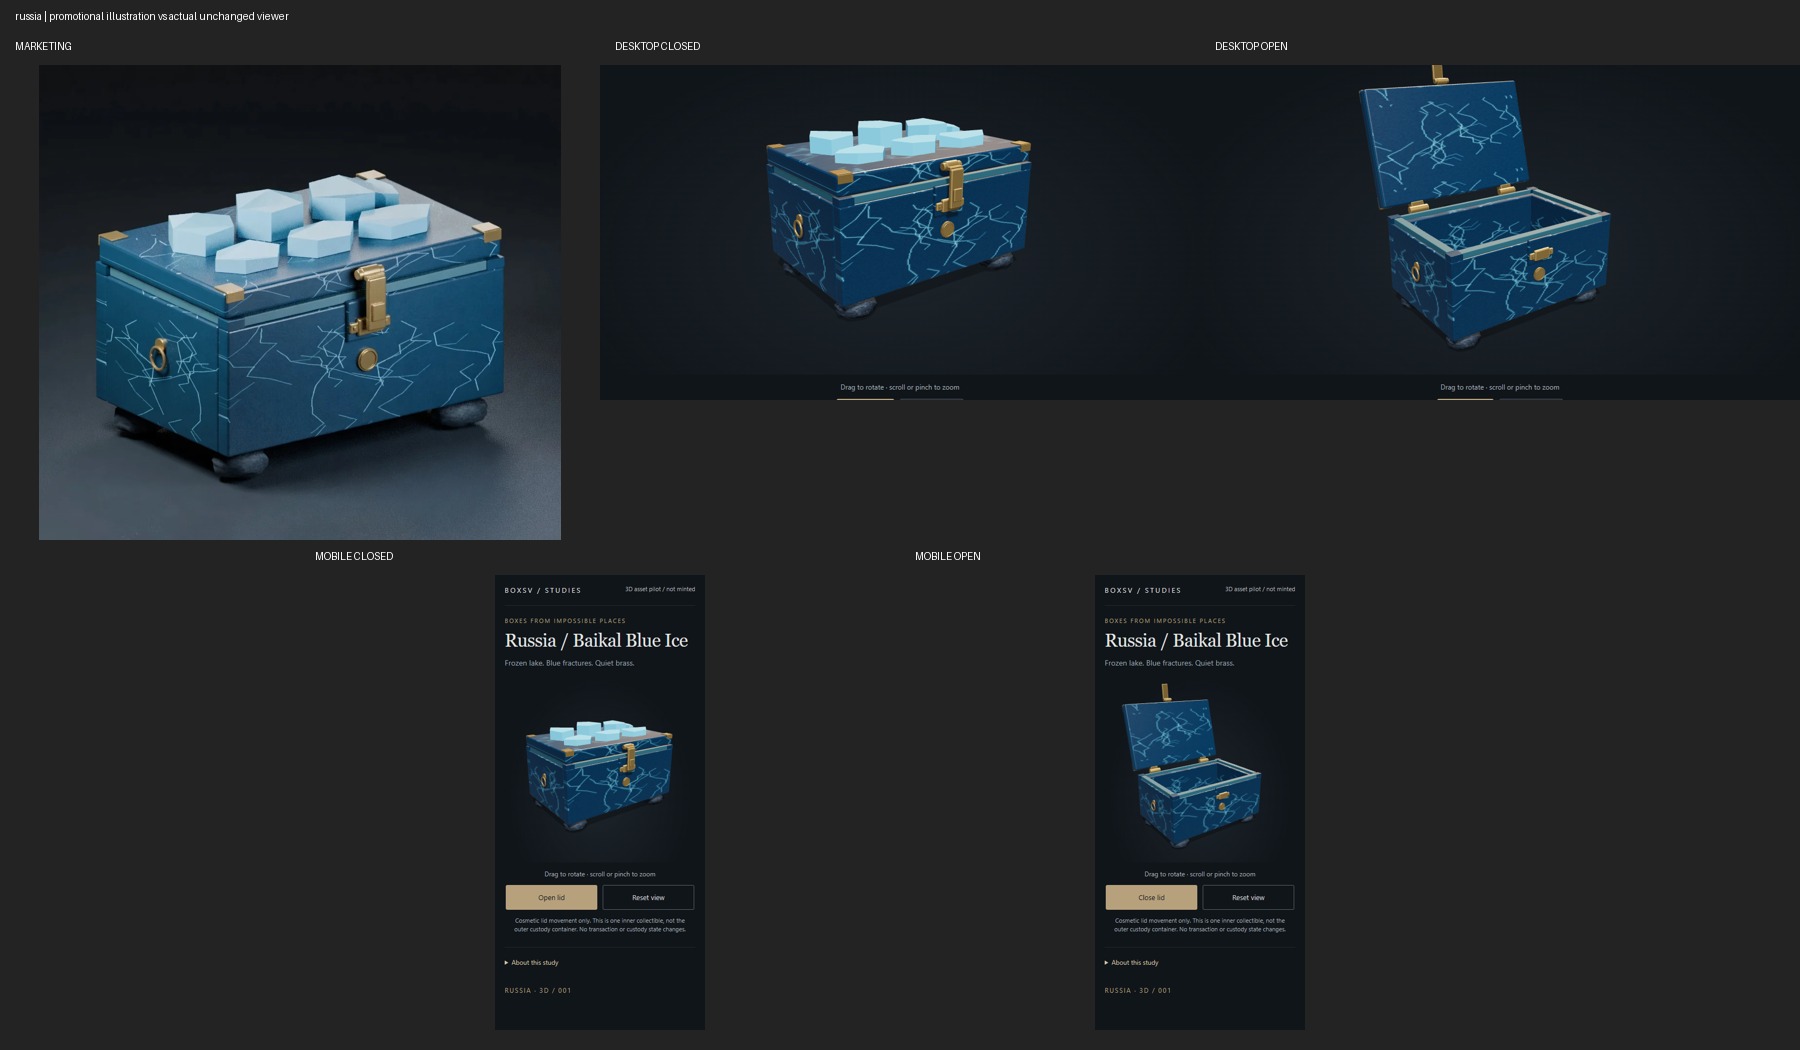 russia | promotional illustration vs actual unchanged viewer
MARKETING
DESKTOP CLOSED
DESKTOP OPEN
Drag to rotate · scroll or pinch to zoom
Drag to rotate · scroll or pinch to zoom
MOBILE CLOSED
MOBILE OPEN
BOXSV / STUDIES
3D asset pilot / not minted
BOXES FROM IMPOSSIBLE PLACES
Russia / Baikal Blue Ice
Frozen lake. Blue fractures. Quiet brass.
Drag to rotate · scroll or pinch to zoom
Open lid
Reset view
Cosmetic lid movement only. This is one inner collectible, not the
outer custody container. No transaction or custody state changes.
▸ About this study
RUSSIA - 3D / 001
BOXSV / STUDIES
3D asset pilot / not minted
BOXES FROM IMPOSSIBLE PLACES
Russia / Baikal Blue Ice
Frozen lake. Blue fractures. Quiet brass.
Drag to rotate · scroll or pinch to zoom
Close lid
Reset view
Cosmetic lid movement only. This is one inner collectible, not the
outer custody container. No transaction or custody state changes.
▸ About this study
RUSSIA - 3D / 001